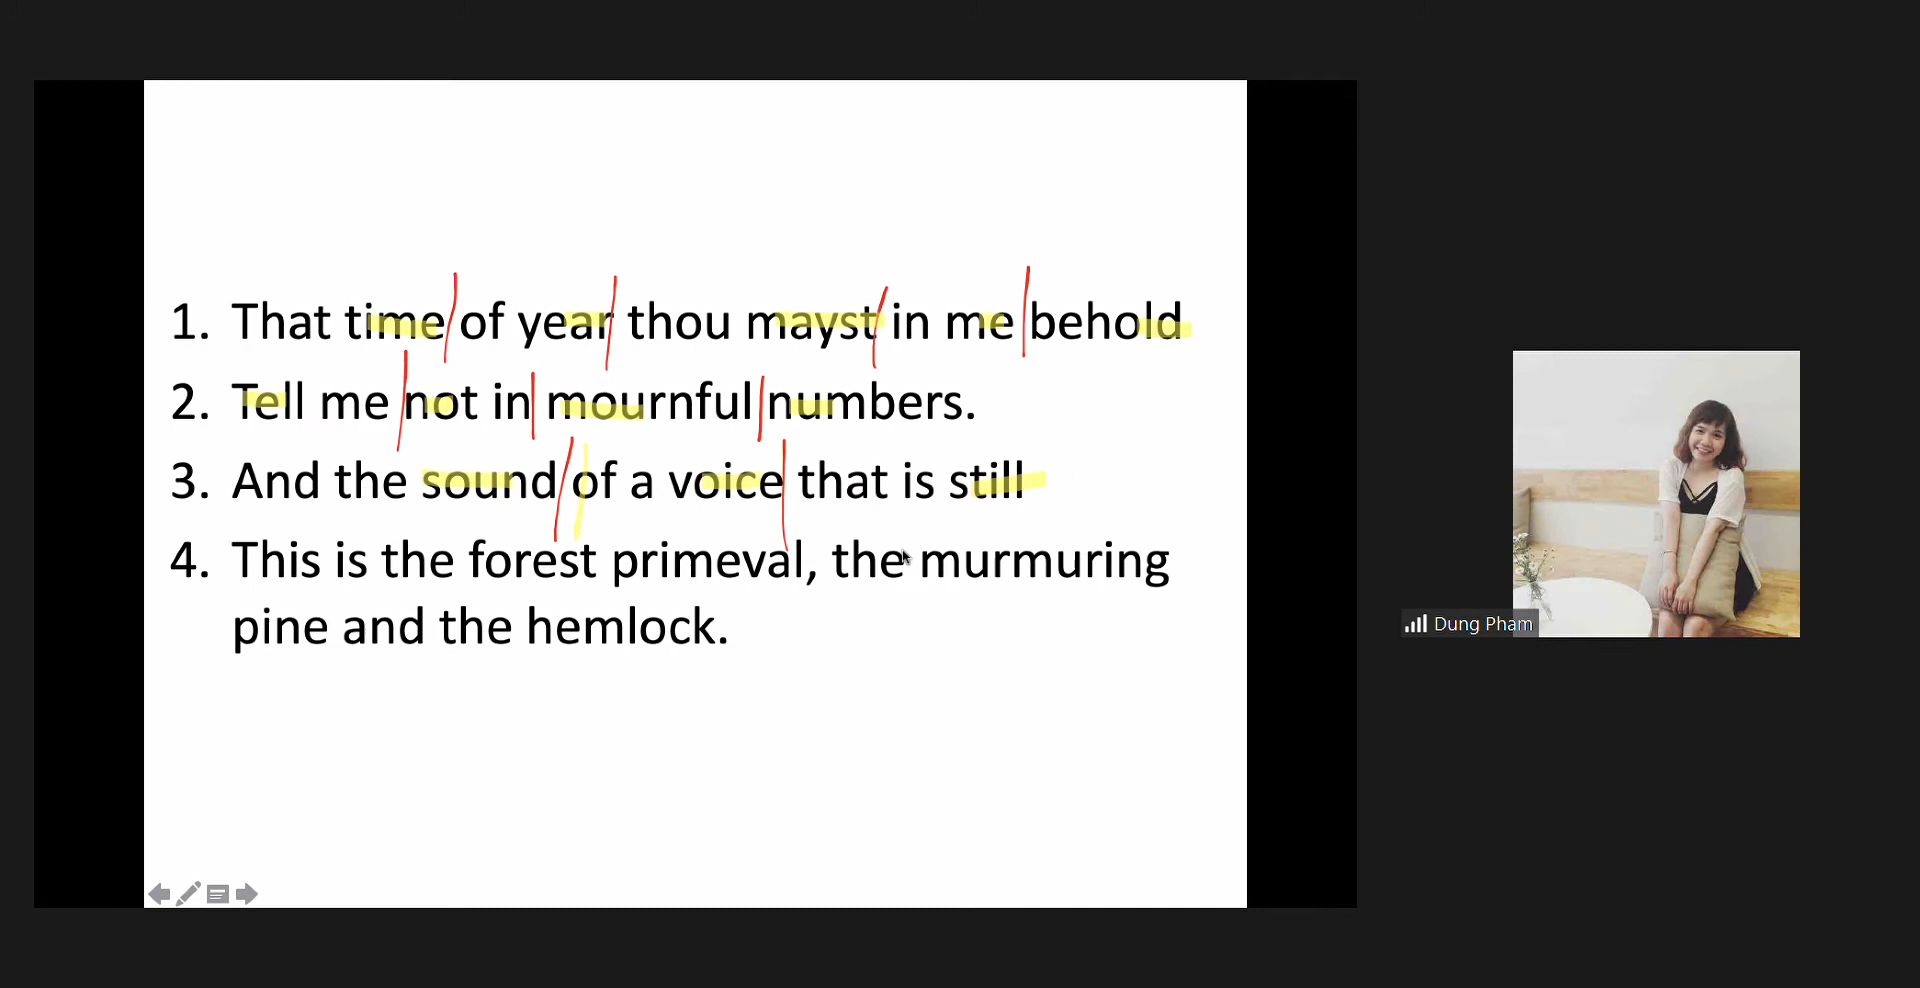 1. That time of year thou mayst in me behold
2. Tell me not in mournful numbers.
3. And the sound of a voice that is still
4. This is the forest primeval, the murmuring
pine and the hemlock.
Dung Pham